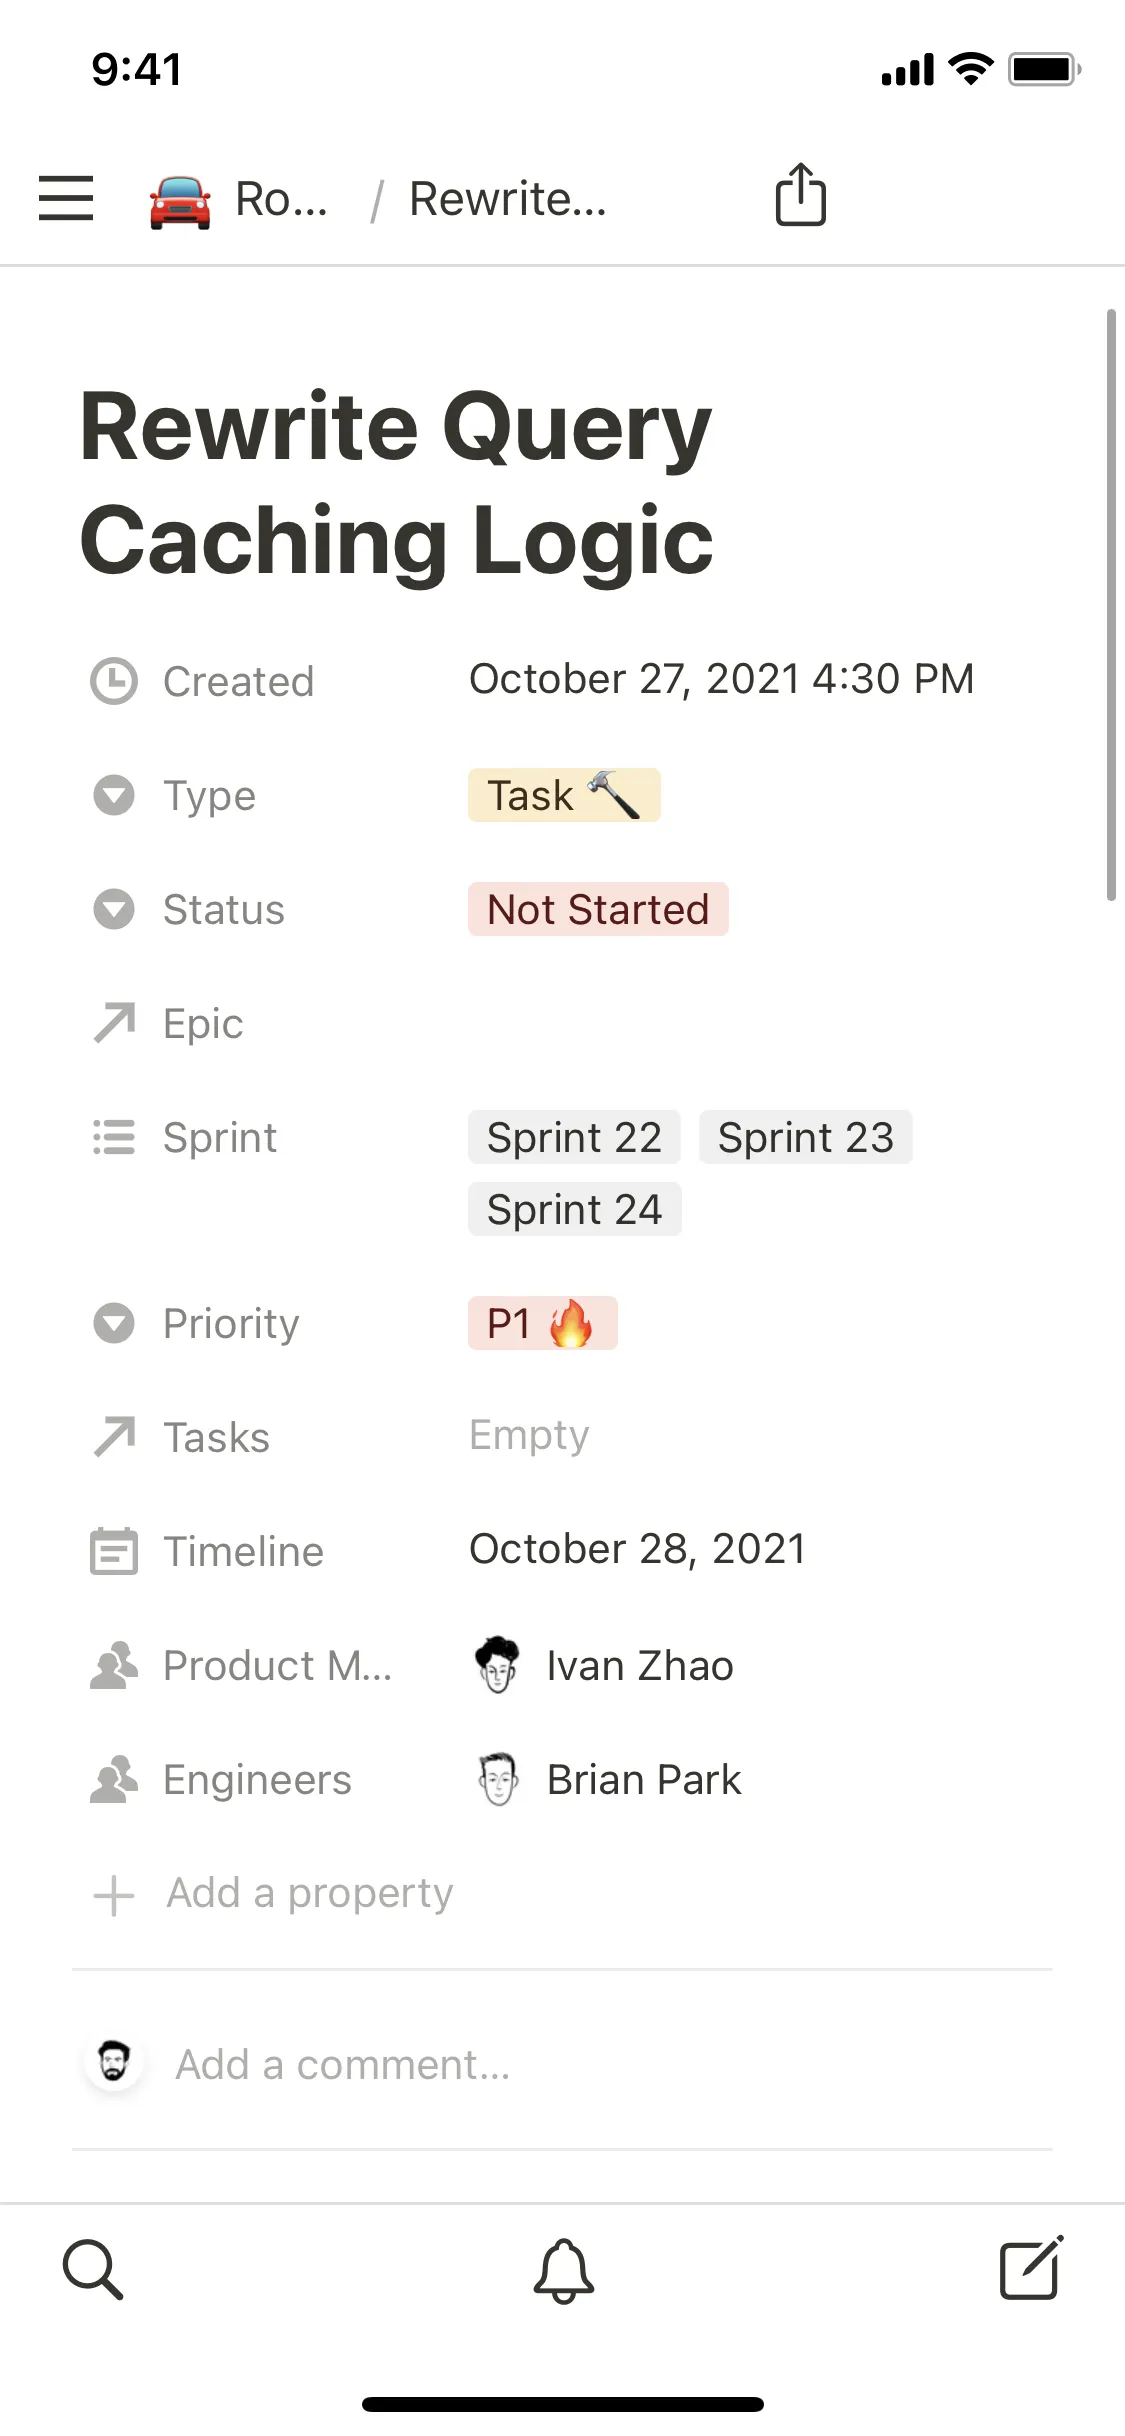 9:41
Ro... / Rewrite...
Rewrite Query
Caching Logic
Created October 27, 2021 4:30 PM
Type Task 🔨
Status Not Started
Epic
Sprint Sprint 22 Sprint 23
Sprint 24
Priority P1 🔥
Tasks Empty
Timeline October 28, 2021
Product M... Ivan Zhao
Engineers Brian Park
Add a property
Add a comment...